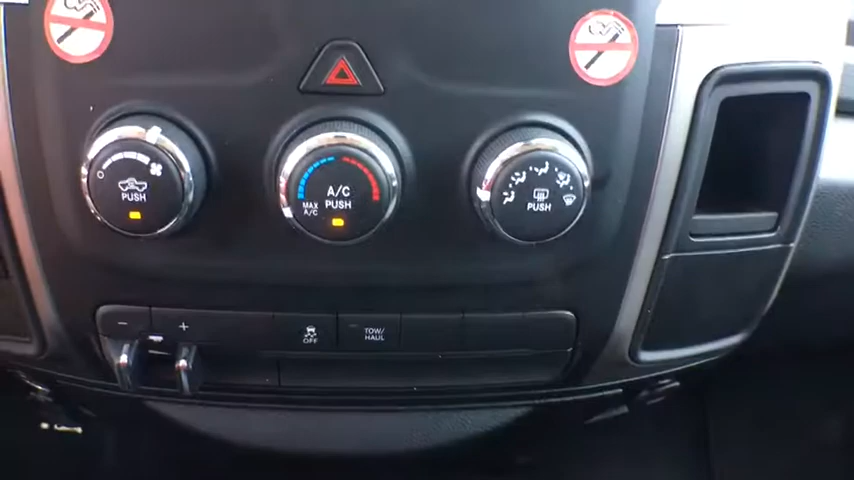 PUSH
A/C
PUSH
MAX
A/C
PUSH
- +
OFF
TOW/
HAUL